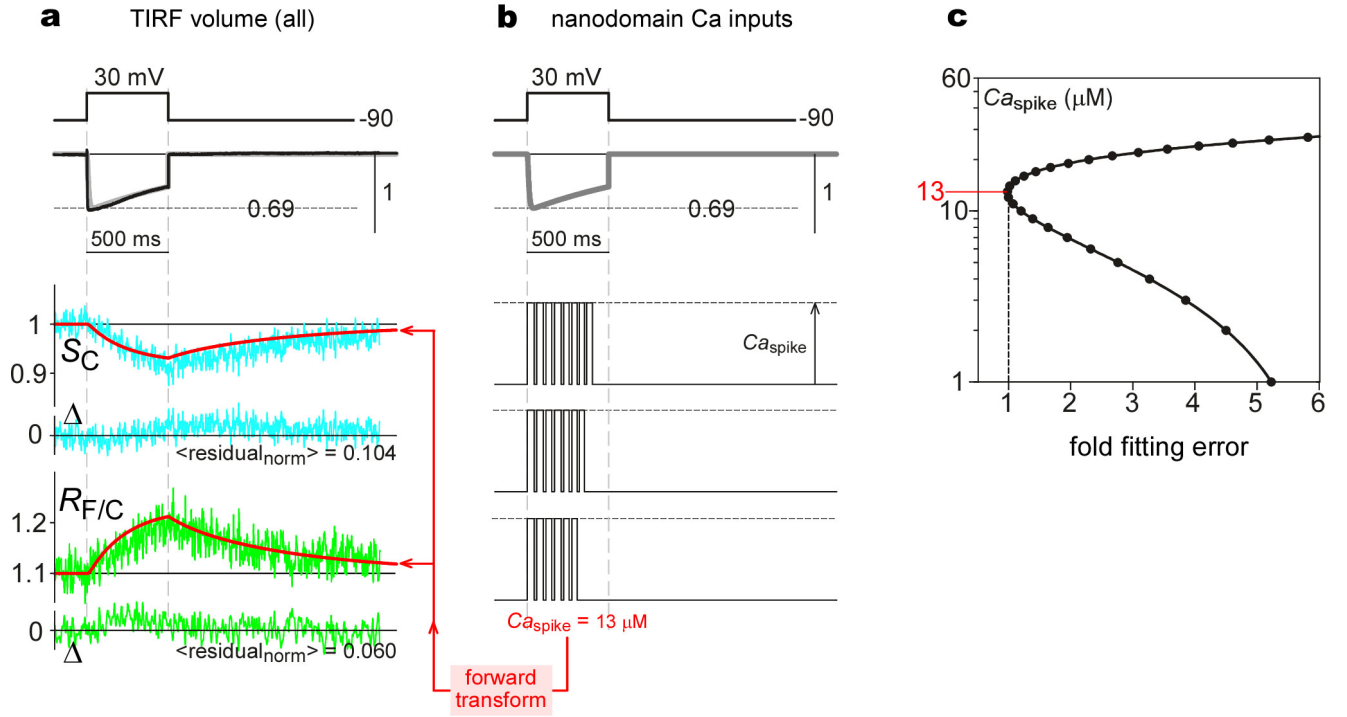 a TIRF volume (all)
30 mV
-90
1
0.69
500 ms
1
SC
0.9
Δ
0
<residualnorm> = 0.104
RF/C
1.2
1.1
0
<residualnorm> = 0.060
Δ
b nanodomain Ca inputs
30 mV
-90
1
0.69
500 ms
Caspike
Caspike = 13 μM
forward
transform
c
60
Caspike (μM)
13
10
1
1 2 3 4 5 6
fold fitting error